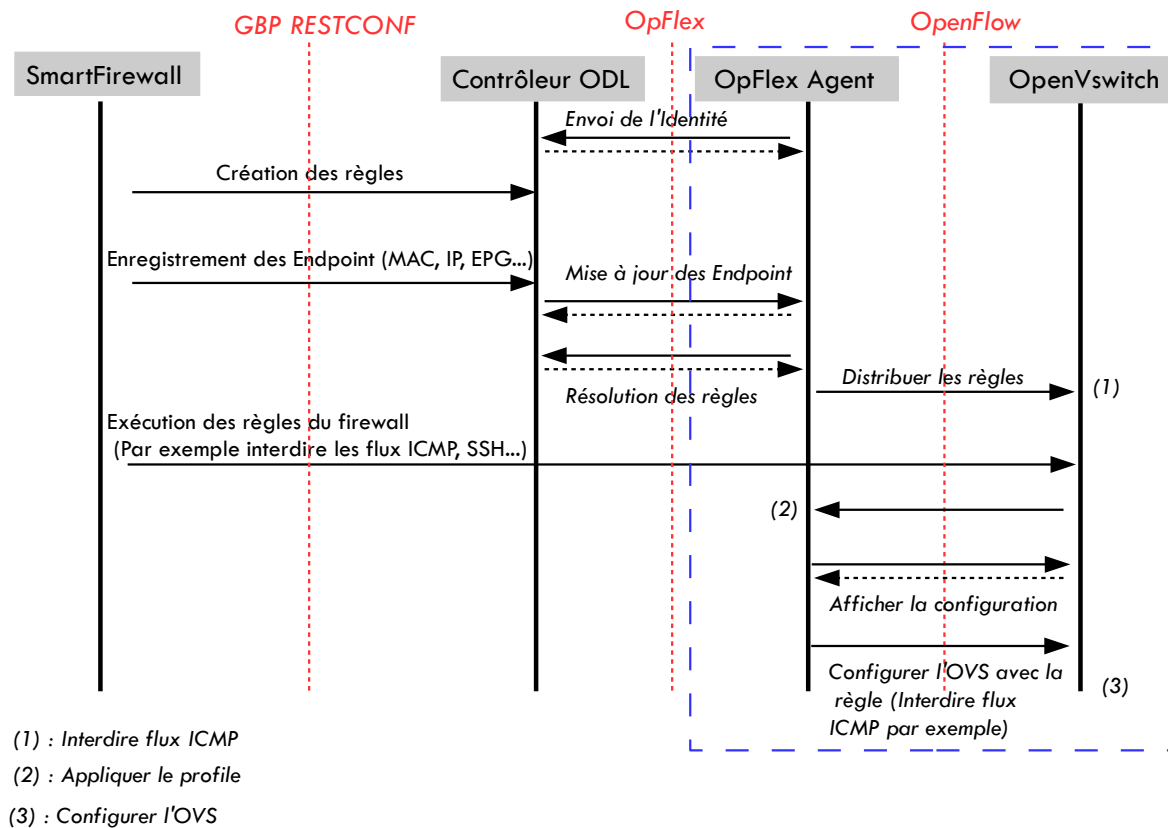 GBP RESTCONF
OpFlex
OpenFlow
SmartFirewall
Contrôleur ODL
OpFlex Agent
OpenVswitch
Envoi de l'Identité
Création des règles
Enregistrement des Endpoint (MAC, IP, EPG...)
Mise à jour des Endpoint
Distribuer les règles
(1)
Résolution des règles
Exécution des règles du firewall
(Par exemple interdire les flux ICMP, SSH...)
(2)
Afficher la configuration
Configurer l'OVS avec la
règle (Interdire flux
ICMP par exemple)
(3)
(1) : Interdire flux ICMP
(2) : Appliquer le profile
(3) : Configurer l'OVS